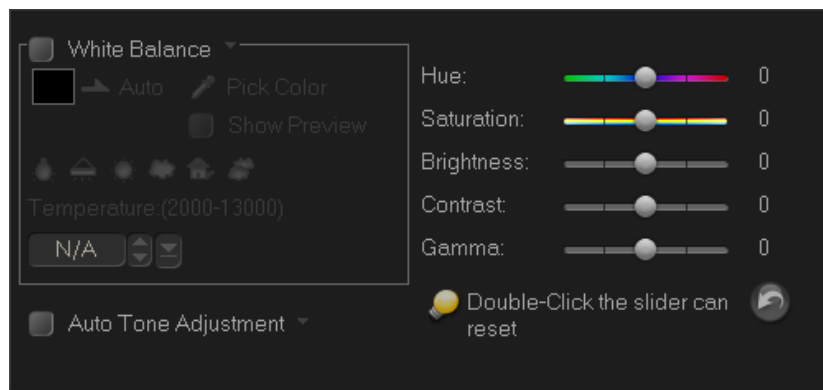 White Balance
Auto
Pick Color
Show Preview
Temperature:(2000-13000)
N/A
Auto Tone Adjustment
Hue: 0
Saturation: 0
Brightness: 0
Contrast: 0
Gamma: 0
Double-Click the slider can
reset